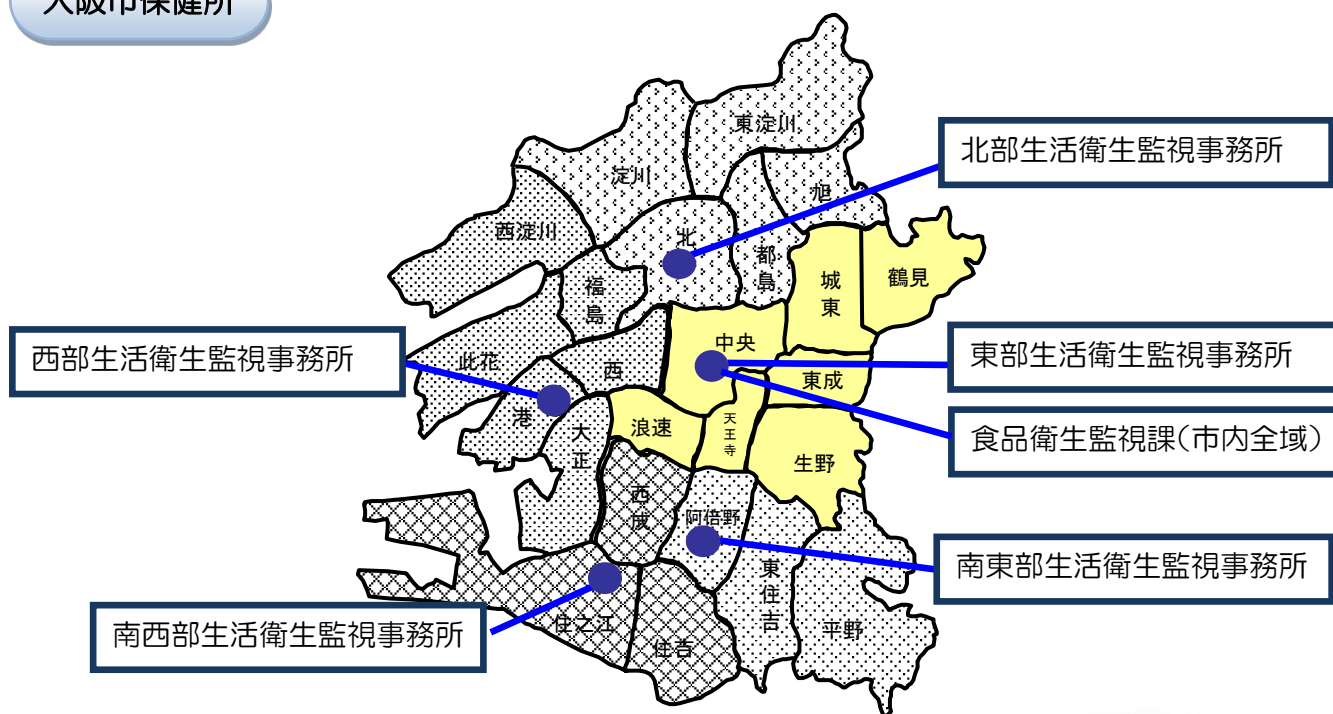 大阪市保健所
東淀川
北部生活衛生監視事務所
淀川
旭
西淀川
北
都島
鶴見
城東
福島
中央
東部生活衛生監視事務所
西部生活衛生監視事務所
此花
西
東成
港
大正
浪速
天王寺
食品衛生監視課(市内全域)
生野
西成
阿倍野
南東部生活衛生監視事務所
東住吉
南西部生活衛生監視事務所
住之江
平野
住吉